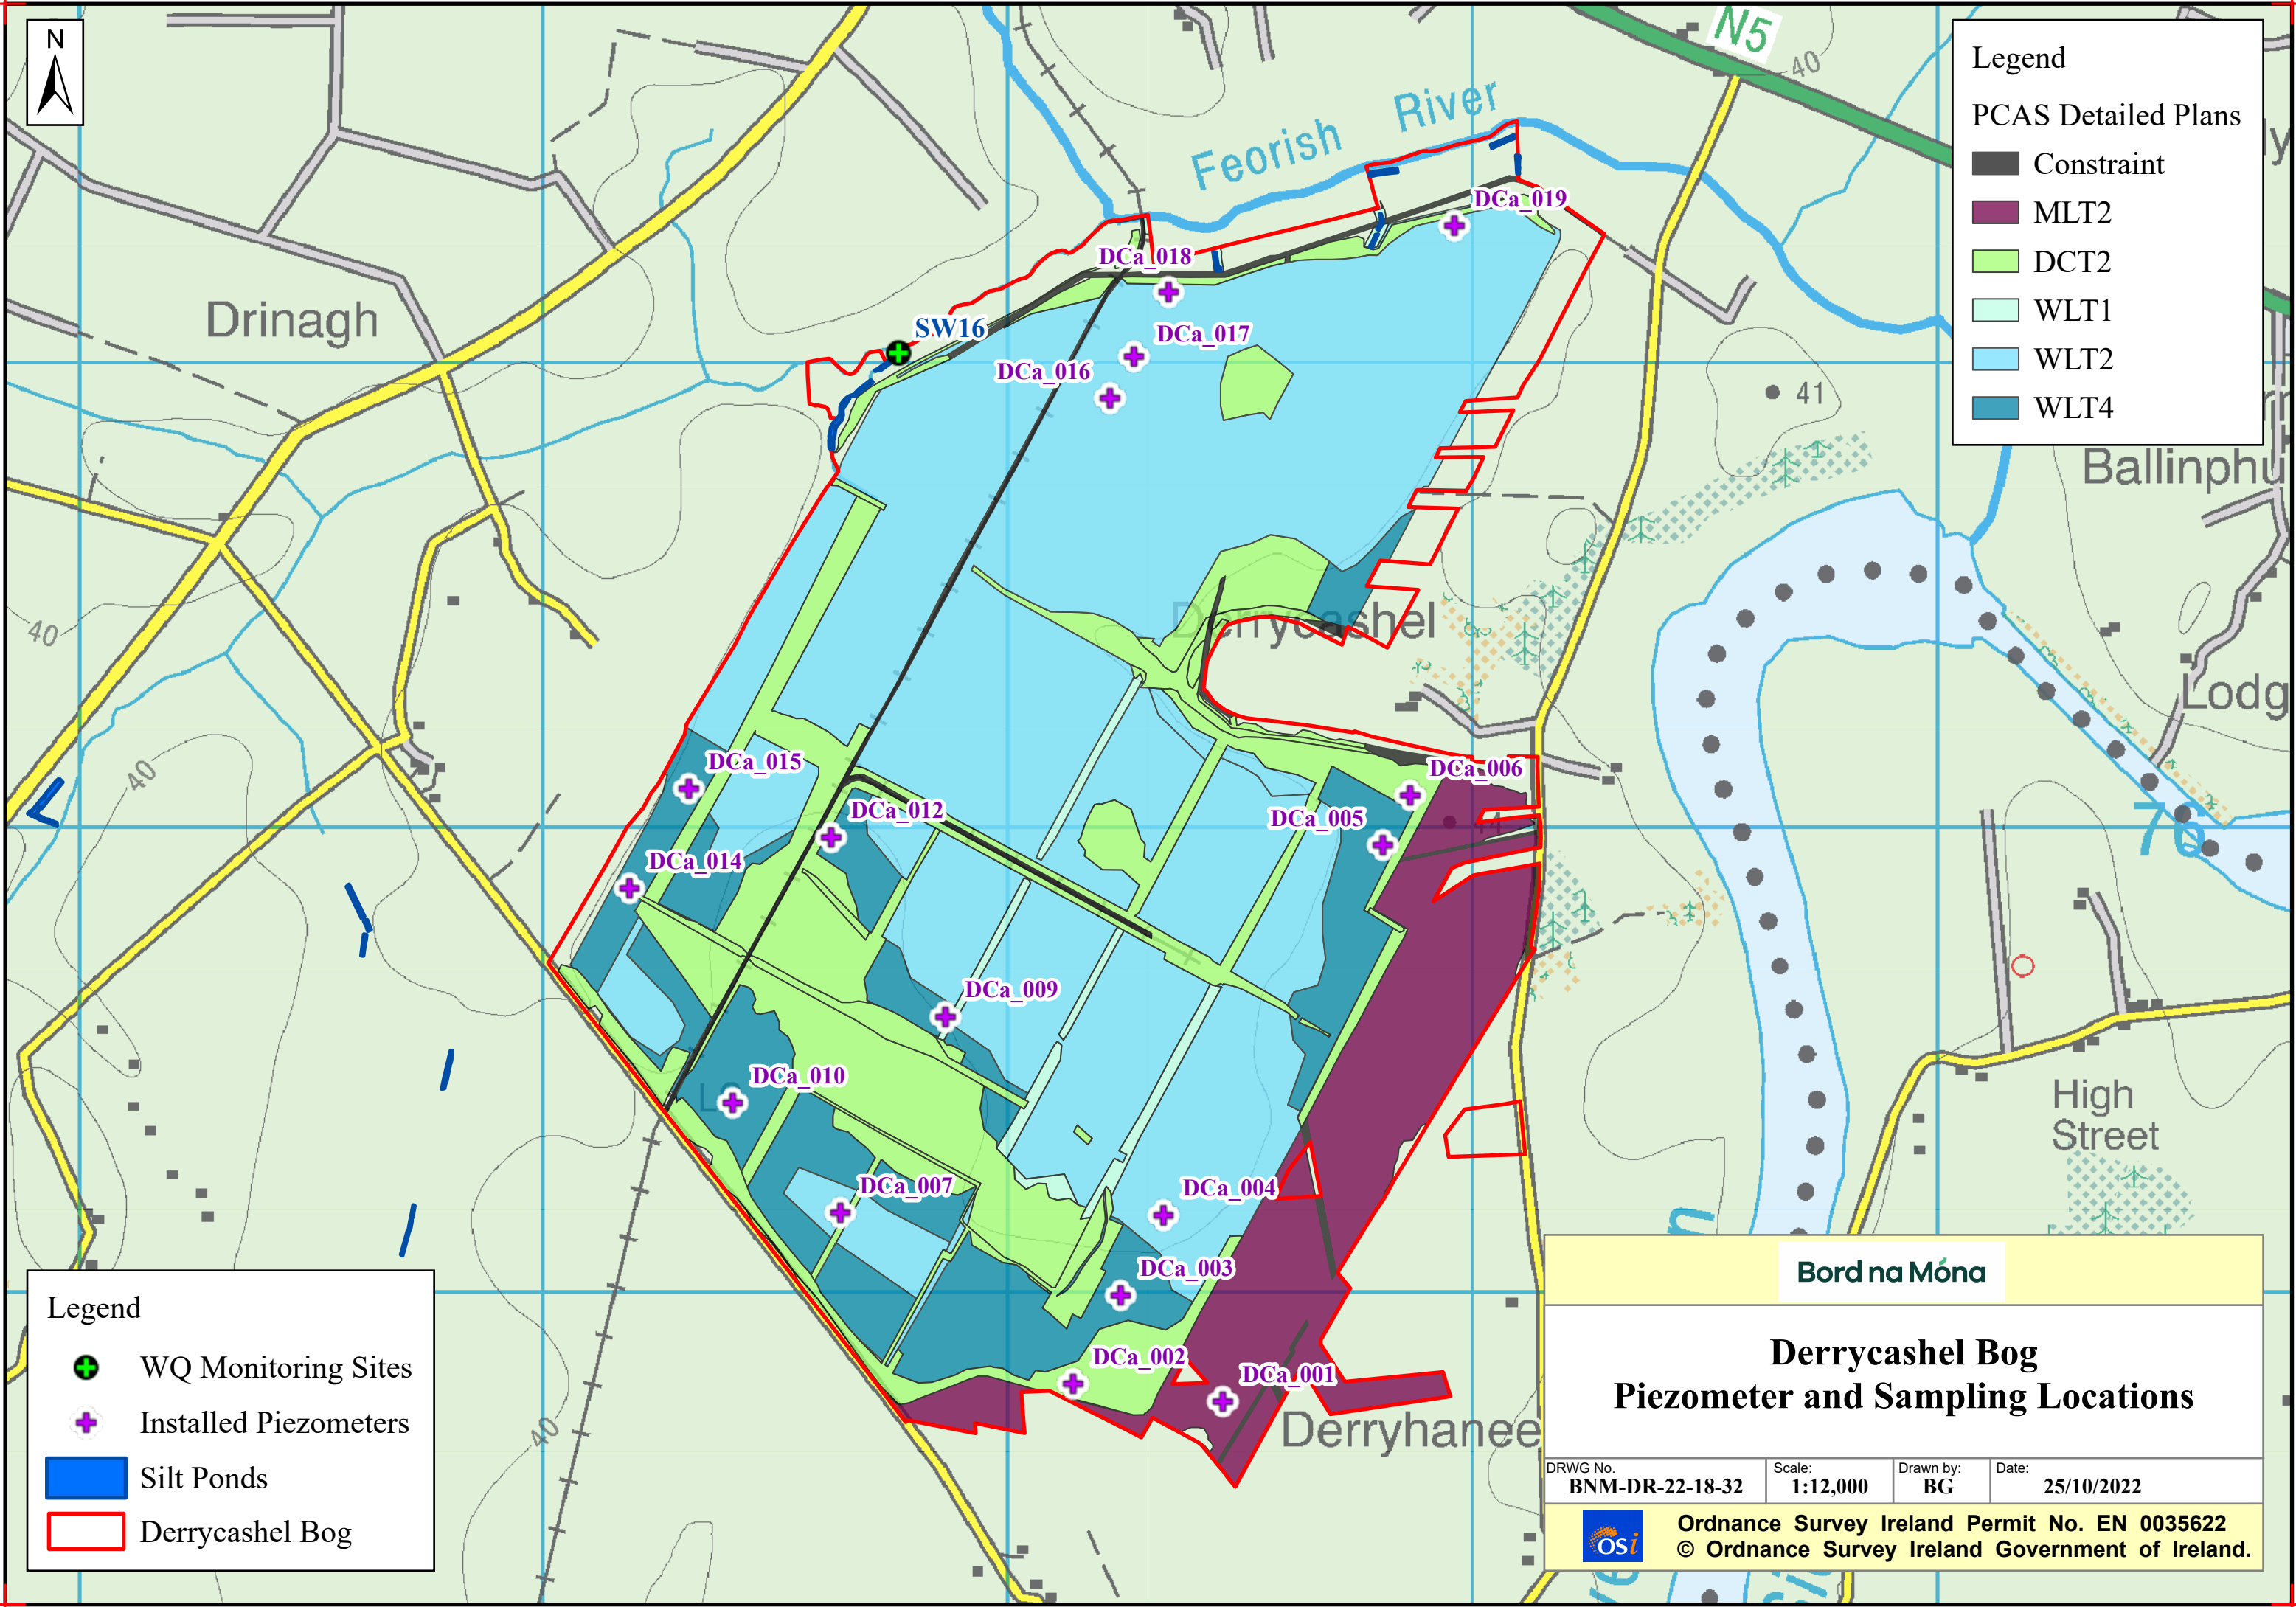 N
N5
40
Legend
PCAS Detailed Plans
Constraint
MLT2
DCT2
WLT1
WLT2
WLT4
Feorish River
DCa_019
DCa_018
Drinagh
SW16
DCa_017
DCa_016
41
Ballinphu
Derrycashel
40
Lodg
40
DCa_015
DCa_006
DCa_012
DCa_005
44
76
DCa_014
DCa_009
DCa_010
LC
High
Street
DCa_007
DCa_004
DCa_003
DCa_002
DCa_001
Derryhanee
40
Legend
WQ Monitoring Sites
Installed Piezometers
Silt Ponds
Derrycashel Bog
Bord na Móna
Derrycashel Bog
Piezometer and Sampling Locations
DRWG No. Scale: Drawn by: Date:
BNM-DR-22-18-32 1:12,000 BG 25/10/2022
osi
Ordnance Survey Ireland Permit No. EN 0035622
© Ordnance Survey Ireland Government of Ireland.